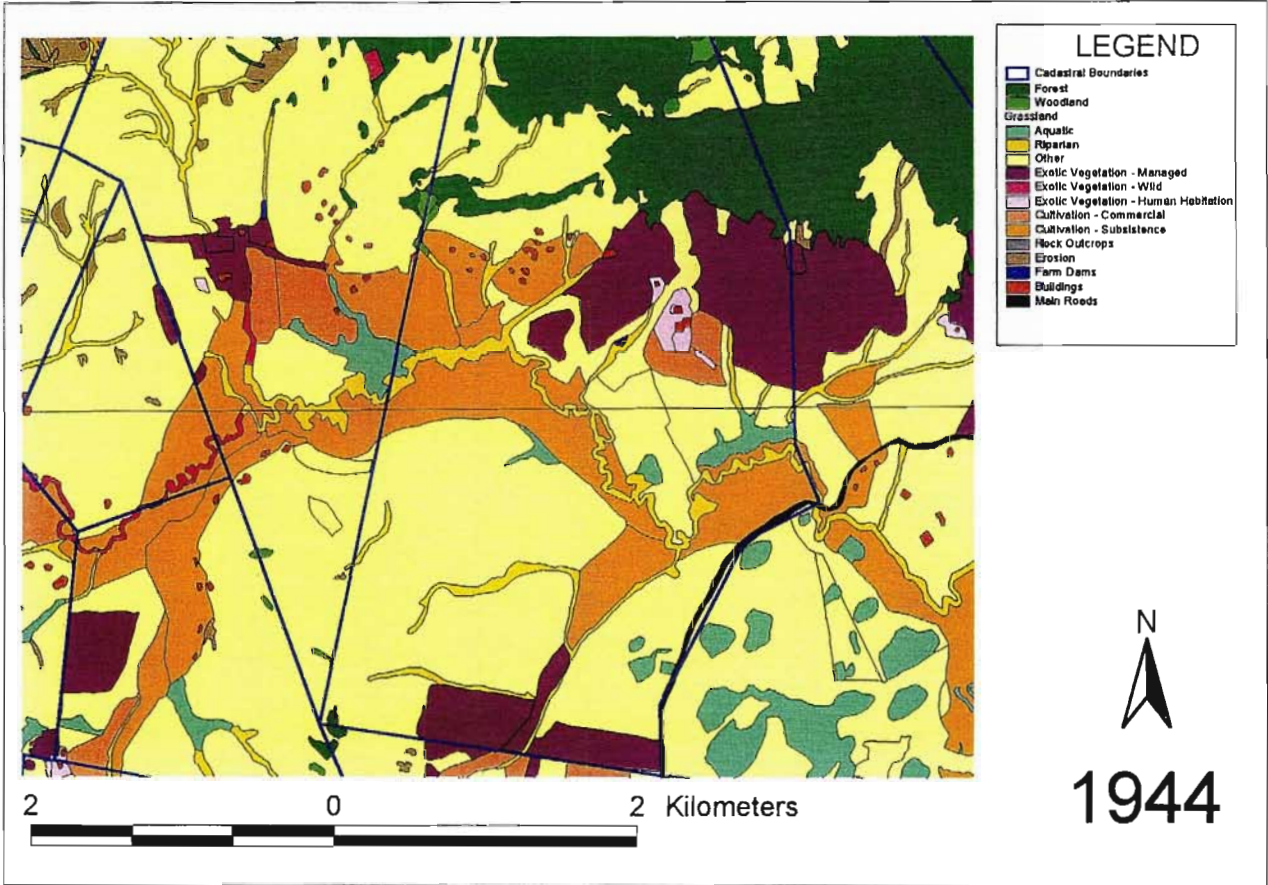 LEGEND
Cadastral Boundaries
Forest
Woodland
Grassland
Aquatic
Riparian
Other
Exotic Vegetation - Managed
Exotic Vegetation - Wild
Exotic Vegetation - Human Habitation
Cultivation - Commercial
Cultivation - Subsistence
Rock Outcrops
Erosion
Farm Dams
Buildings
Main Roads
N
1944
2 0 2 Kilometers